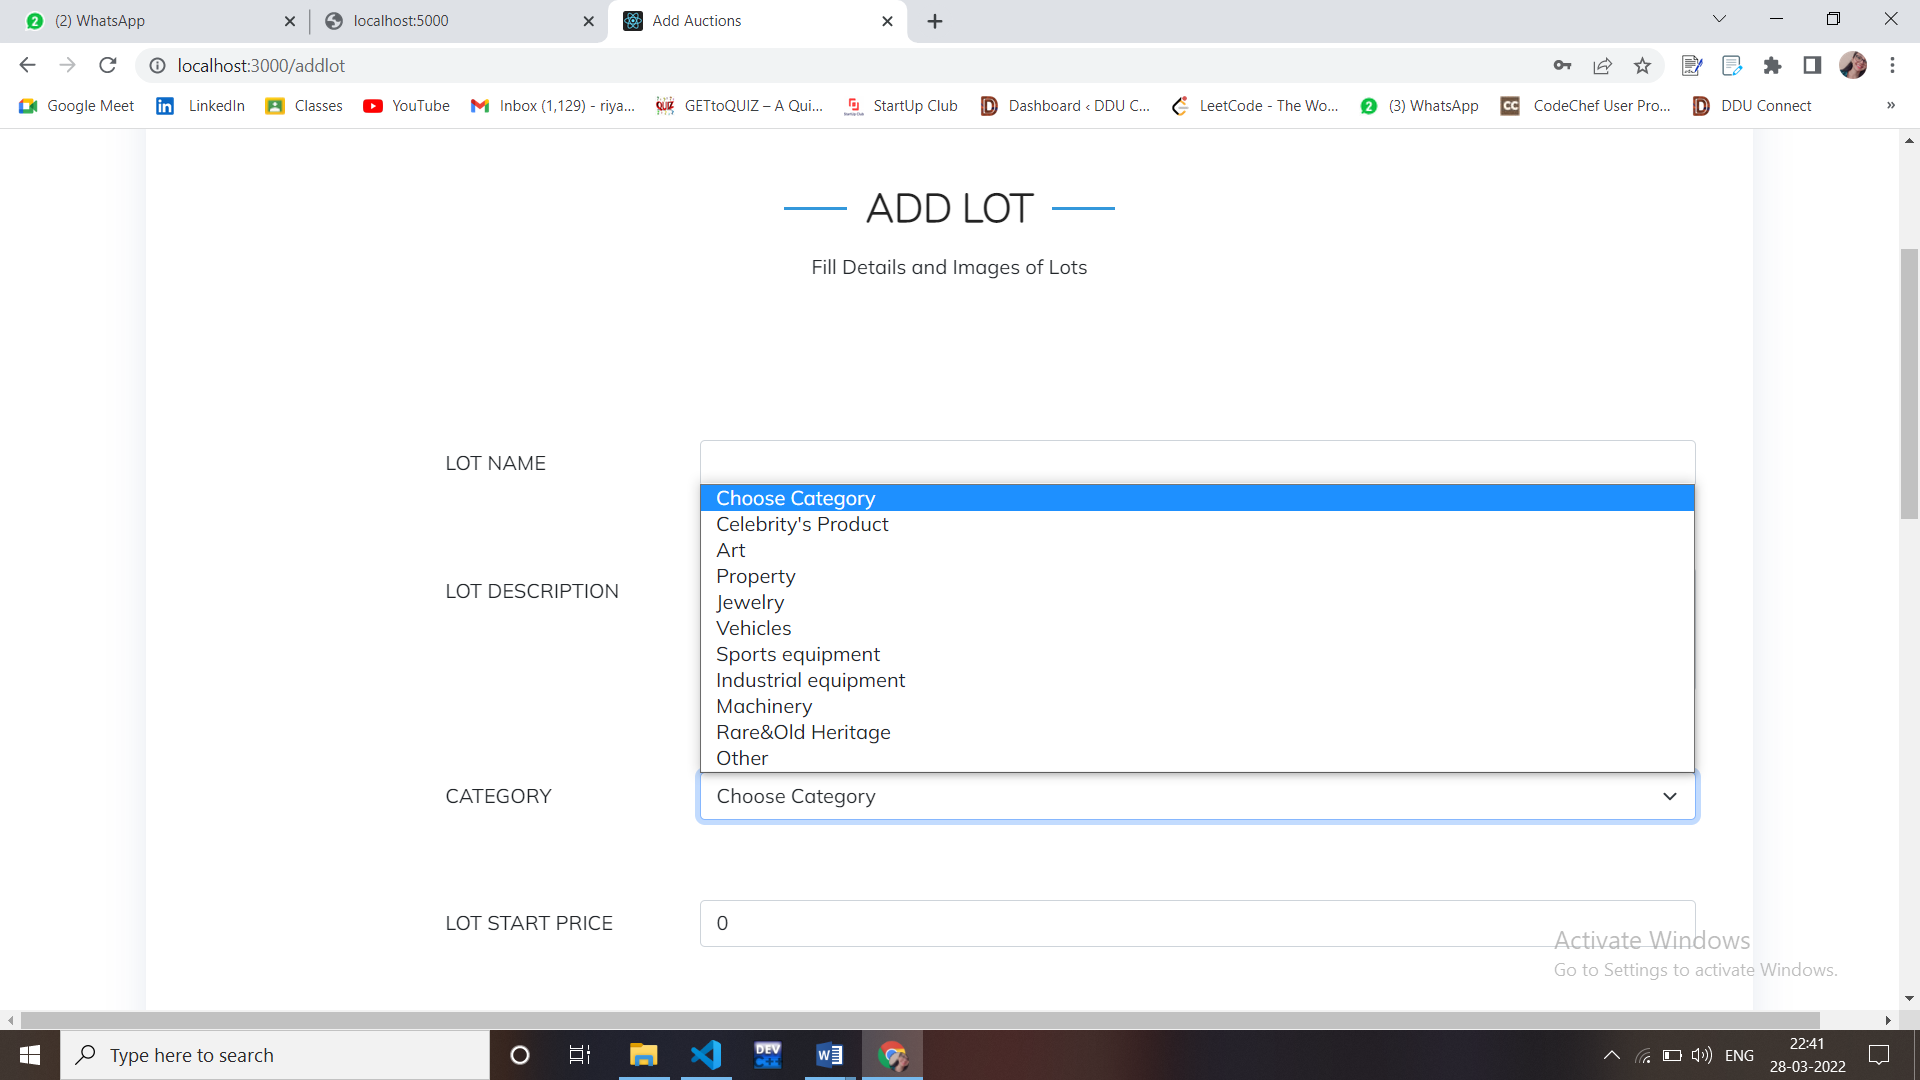 (2) WhatsApp
localhost:5000
Add Auctions
localhost:3000/addlot
Google Meet
LinkedIn
Classes
YouTube
Inbox (1,129) - riya...
GETtoQUIZ – A Qui...
StartUp Club
Dashboard ‹ DDU C...
LeetCode - The Wo...
(3) WhatsApp
CodeChef User Pro...
DDU Connect
»
ADD LOT
Fill Details and Images of Lots
LOT NAME
Choose Category
Celebrity's Product
Art
LOT DESCRIPTION
Property
Jewelry
Vehicles
Sports equipment
Industrial equipment
Machinery
Rare&Old Heritage
Other
CATEGORY
Choose Category
LOT START PRICE
0
Activate Windows
Go to Settings to activate Windows.
Type here to search
DEV
C++
ENG
22:41
28-03-2022